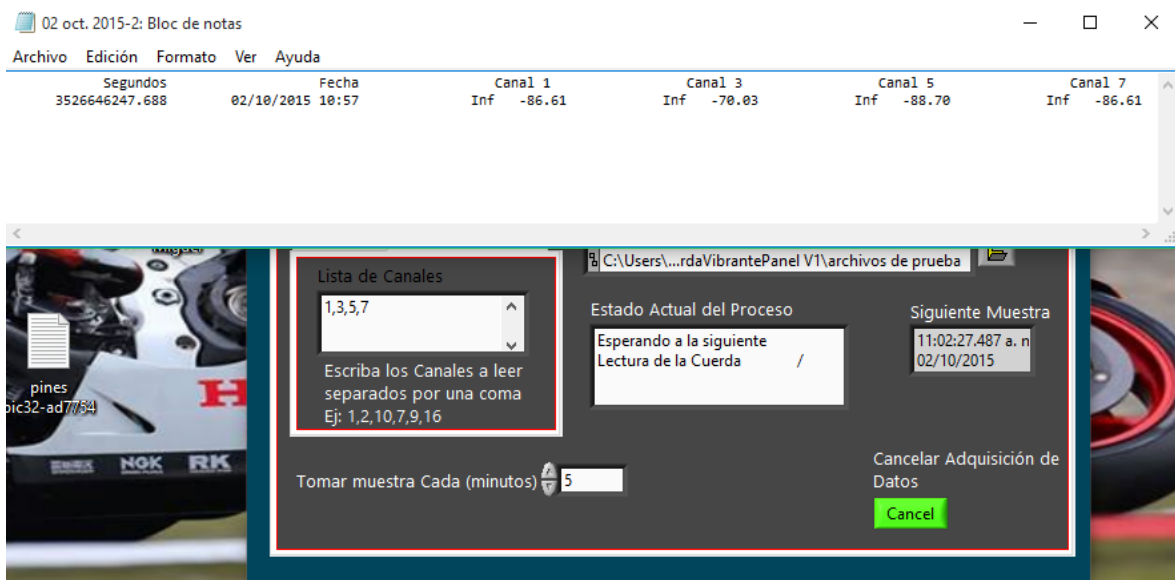 02 oct. 2015-2: Bloc de notas
Archivo Edición Formato Ver Ayuda
Segundos Fecha Canal 1 Canal 3 Canal 5 Canal 7
3526646247.688 02/10/2015 10:57 Inf -86.61 Inf -70.03 Inf -88.70 Inf -86.61
C:\Users\...rdaVibrantePanel V1\archivos de prueba
Lista de Canales
1,3,5,7
Escriba los Canales a leer
separados por una coma
Ej: 1,2,10,7,9,16
Estado Actual del Proceso
Esperando a la siguiente
Lectura de la Cuerda /
Siguiente Muestra
11:02:27.487 a. n
02/10/2015
pines
pic32-ad7754
H
NGK RK
Tomar muestra Cada (minutos) 5
Cancelar Adquisición de
Datos
Cancel